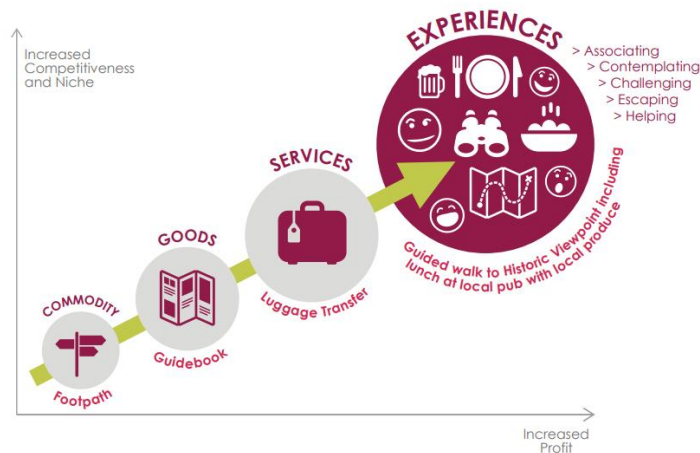 Increased
Competitiveness
and Niche
EXPERIENCES
> Associating
> Contemplating
> Challenging
> Escaping
> Helping
SERVICES
GOODS
COMMODITY
Guided walk to Historic Viewpoint including
lunch at local pub with local produce
Luggage Transfer
Guidebook
Footpath
Increased
Profit